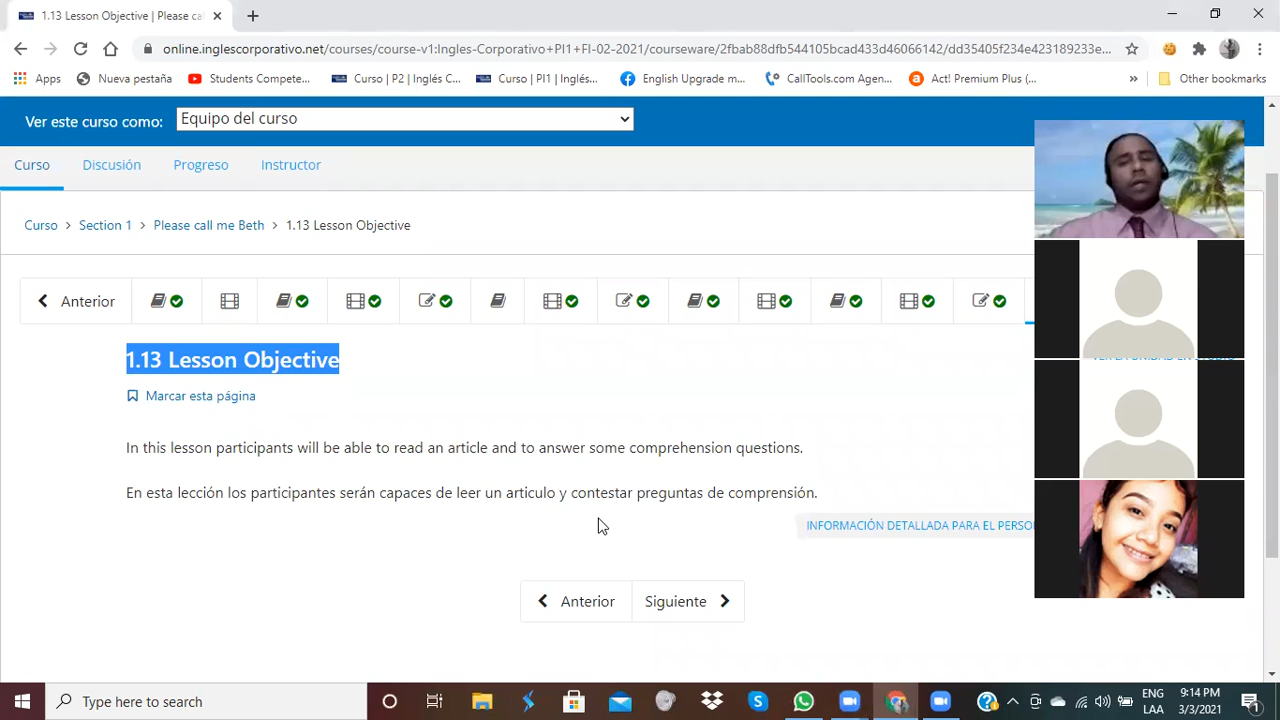 1.13 Lesson Objective | Please cal
online.inglescorporativo.net/courses/course-v1:Ingles-Corporativo+PI1+FI-02-2021/courseware/2fbab88dfb544105bcad433d46066142/dd35405f234e423189233e...
Apps Nueva pestaña Students Compete... Curso | P2 | Inglés C... Curso | PI1 | Inglés... English Upgrade m... CallTools.com Agen... Act! Premium Plus (... » Other bookmarks
Ver este curso como: Equipo del curso
Curso Discusión Progreso Instructor
Curso > Section 1 > Please call me Beth > 1.13 Lesson Objective
Anterior
1.13 Lesson Objective
VER LA UNIDAD EN STUDIO
Marcar esta página
In this lesson participants will be able to read an article and to answer some comprehension questions.
En esta lección los participantes serán capaces de leer un articulo y contestar preguntas de comprensión.
INFORMACIÓN DETALLADA PARA EL PERSO
Anterior Siguiente
Type here to search
ENG 9:14 PM
LAA 3/3/2021